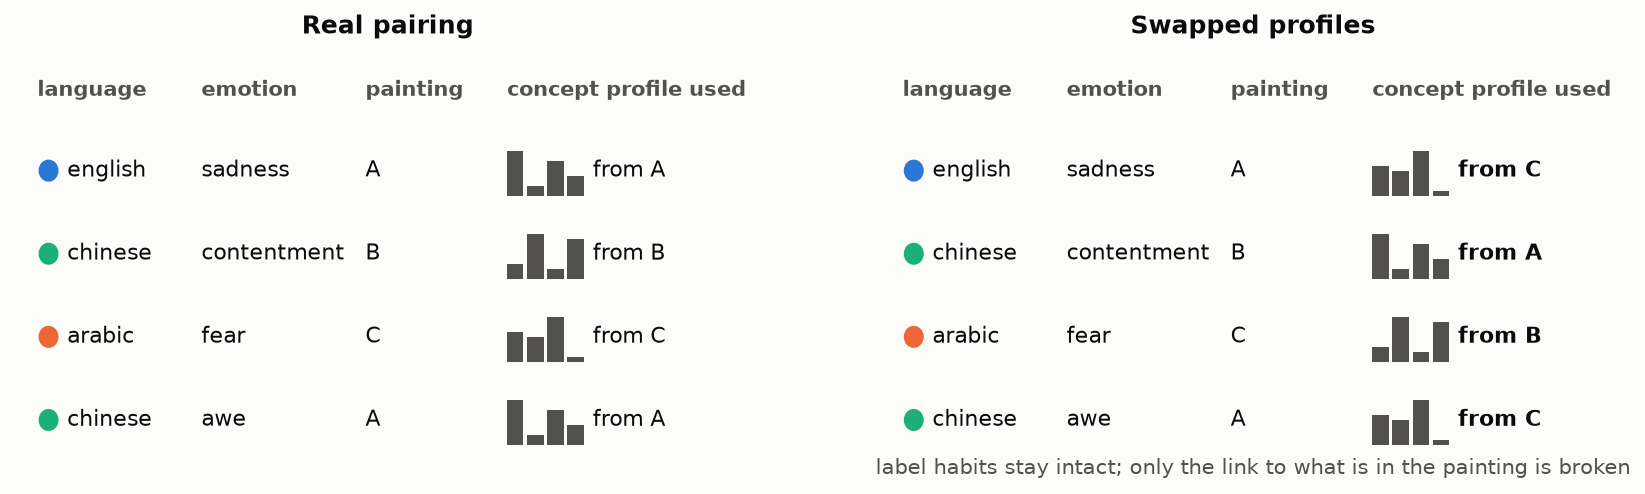 Real pairing
language emotion painting concept profile used
english sadness A from A
chinese contentment B from B
arabic fear C from C
chinese awe A from A
Swapped profiles
language emotion painting concept profile used
english sadness A from C
chinese contentment B from A
arabic fear C from B
chinese awe A from C
label habits stay intact; only the link to what is in the painting is broken